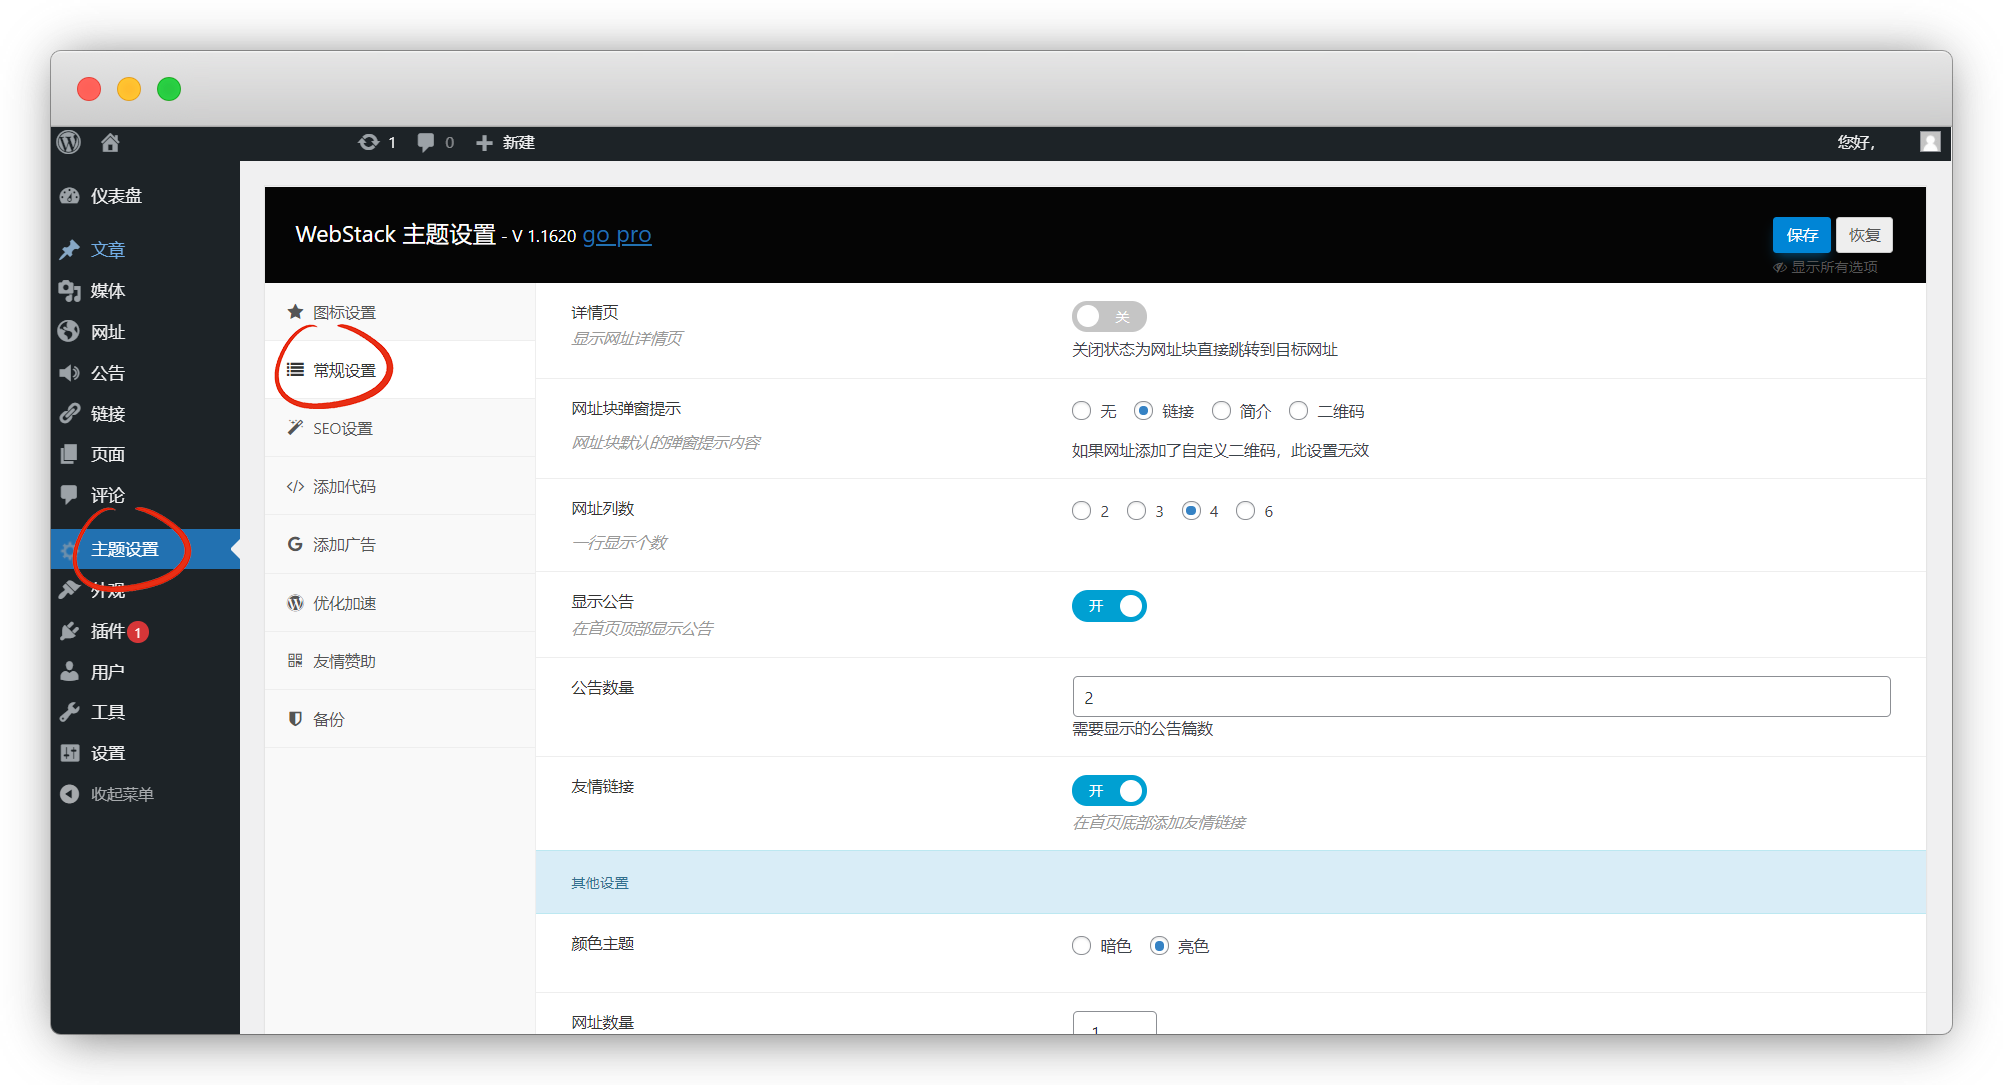 1
0
新建
您好,
仪表盘
文章
媒体
网址
公告
链接
页面
评论
主题设置
外观
插件 1
用户
工具
设置
收起菜单
WebStack 主题设置 - V 1.1620 go pro
保存
恢复
显示所有选项
图标设置
常规设置
SEO设置
添加代码
添加广告
优化加速
友情赞助
备份
详情页
显示网址详情页
关
关闭状态为网址块直接跳转到目标网址
网址块弹窗提示
网址块默认的弹窗提示内容
无 链接 简介 二维码
如果网址添加了自定义二维码，此设置无效
网址列数
一行显示个数
2 3 4 6
显示公告
在首页顶部显示公告
开
公告数量
2
需要显示的公告篇数
友情链接
开
在首页底部添加友情链接
其他设置
颜色主题
暗色 亮色
网址数量